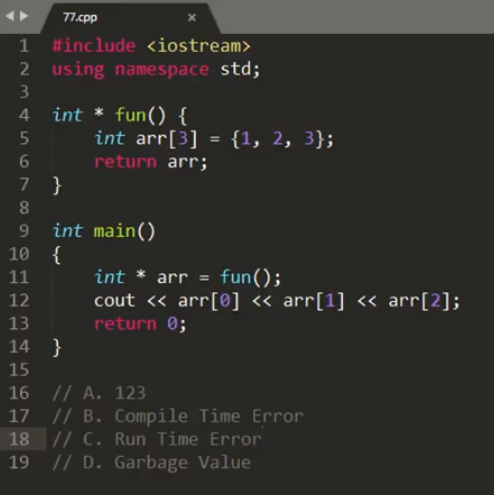 77.cpp ×
1 #include <iostream>
2 using namespace std;
3
4 int * fun() {
5     int arr[3] = {1, 2, 3};
6     return arr;
7 }
8
9 int main()
10 {
11     int * arr = fun();
12     cout << arr[0] << arr[1] << arr[2];
13     return 0;
14 }
15
16 // A. 123
17 // B. Compile Time Error
18 // C. Run Time Error
19 // D. Garbage Value